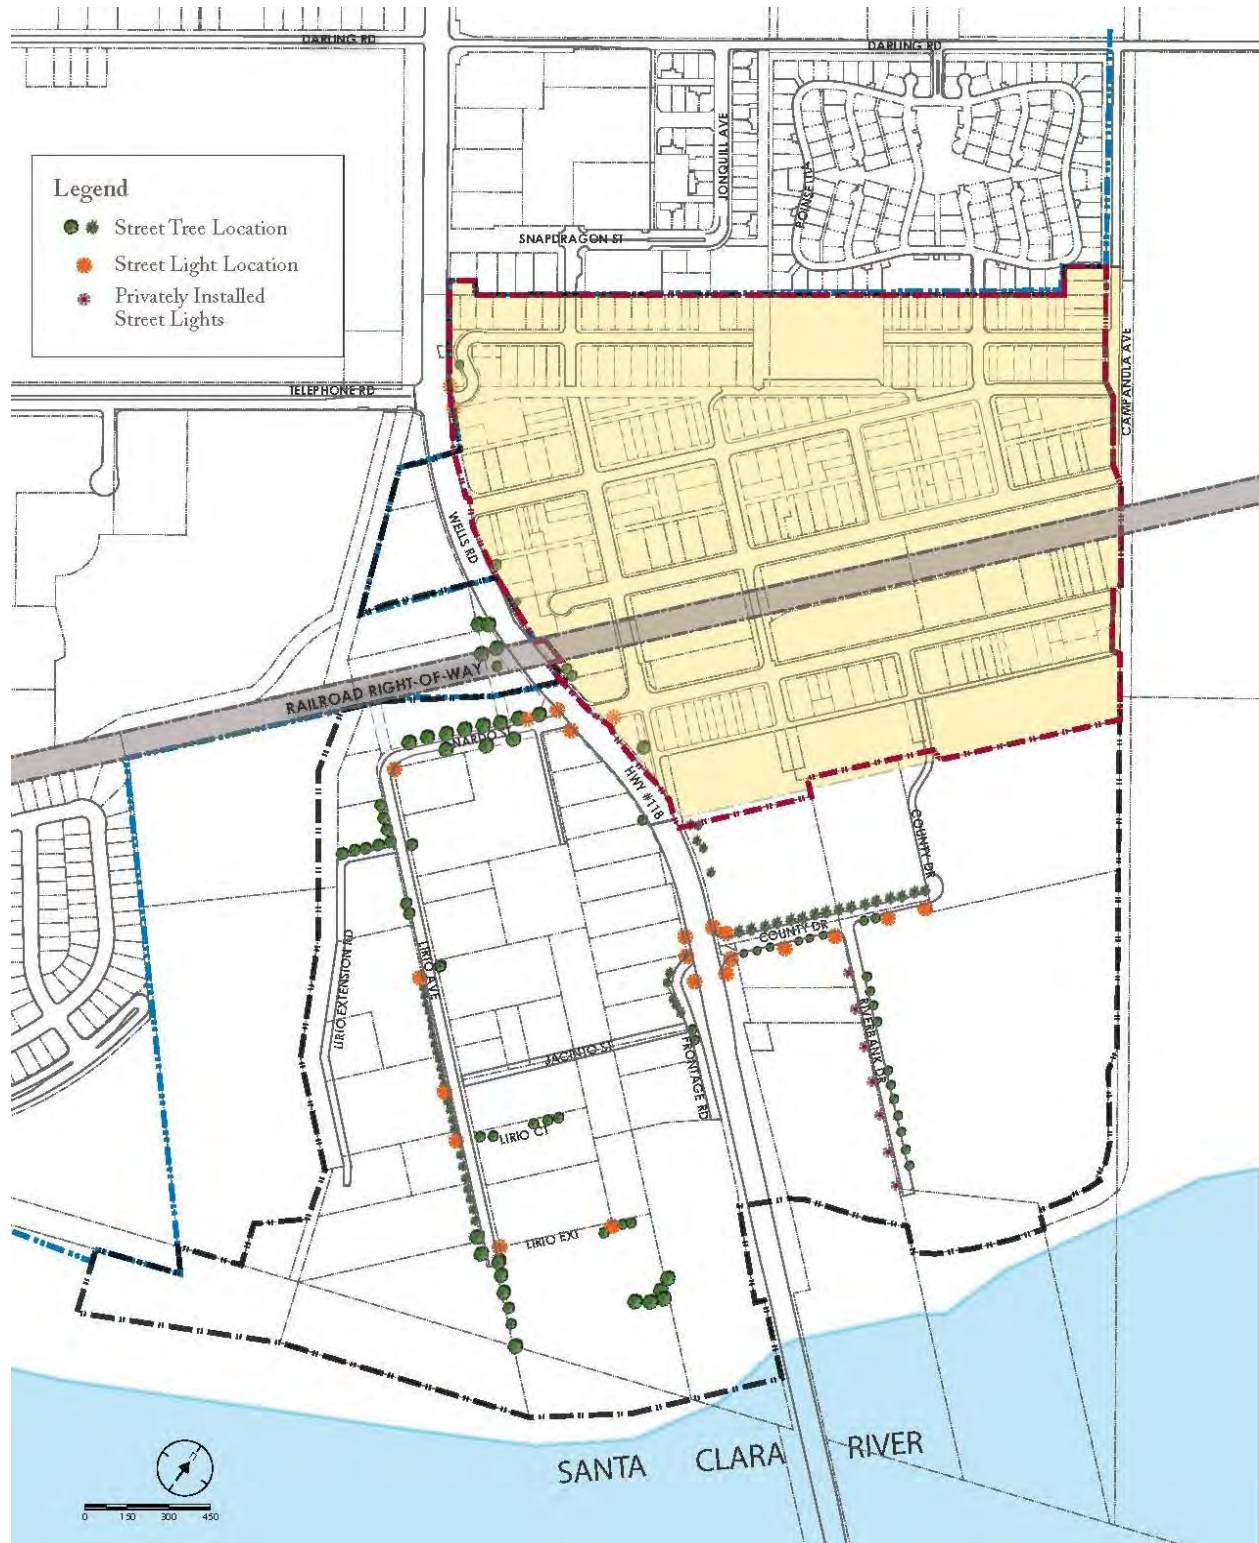 DARLING RD
DARLING RD
JONQUILL AVE
POINSETTIA
SNAPDRAGON ST
Legend
Street Tree Location
Street Light Location
Privately Installed
Street Lights
TELEPHONE RD
CAMPANULA AVE
WELLS RD
RAILROAD RIGHT-OF-WAY
NARDO ST
HWY #118
COUNTY DR
COUNTY DR
LIRIO AVE
LIRIO EXTENSION RD
RIVERBANK DR
JACINTO ST
FRONTAGE RD
LIRIO CT
LIRIO EXT
SANTA CLARA RIVER
0 150 300 450